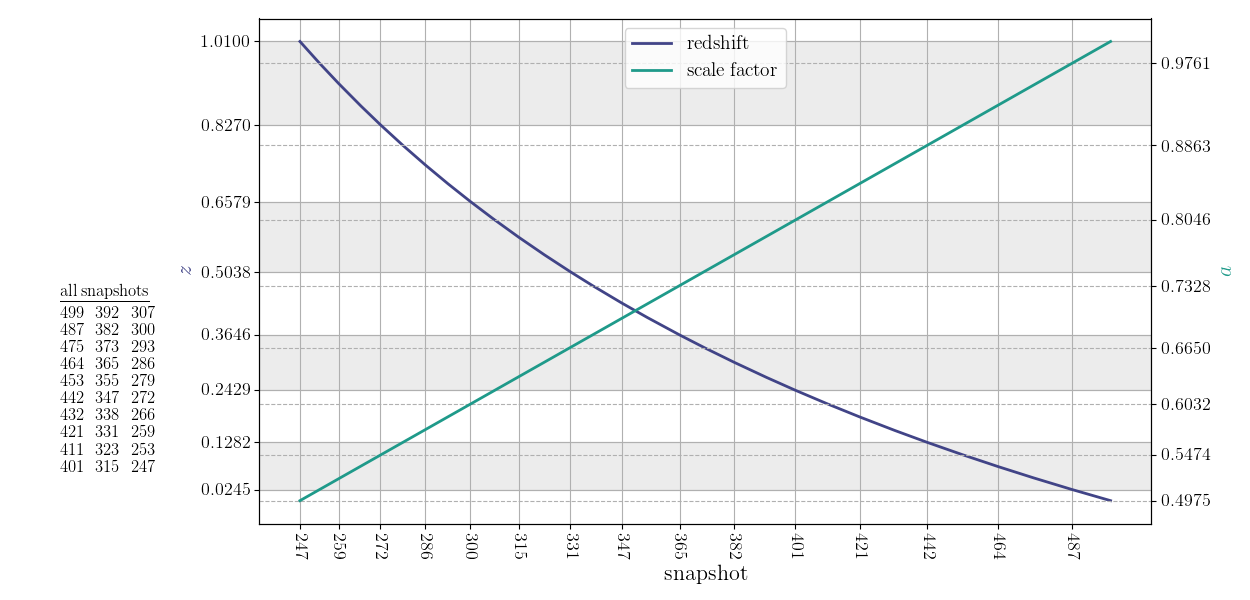 redshift
scale factor
1.0100
0.8270
0.6579
0.5038
0.3646
0.2429
0.1282
0.0245
z
0.9761
0.8863
0.8046
0.7328
0.6650
0.6032
0.5474
0.4975
a
all snapshots
499 392 307
487 382 300
475 373 293
464 365 286
453 355 279
442 347 272
432 338 266
421 331 259
411 323 253
401 315 247
247 259 272 286 300 315 331 347 365 382 401 421 442 464 487
snapshot